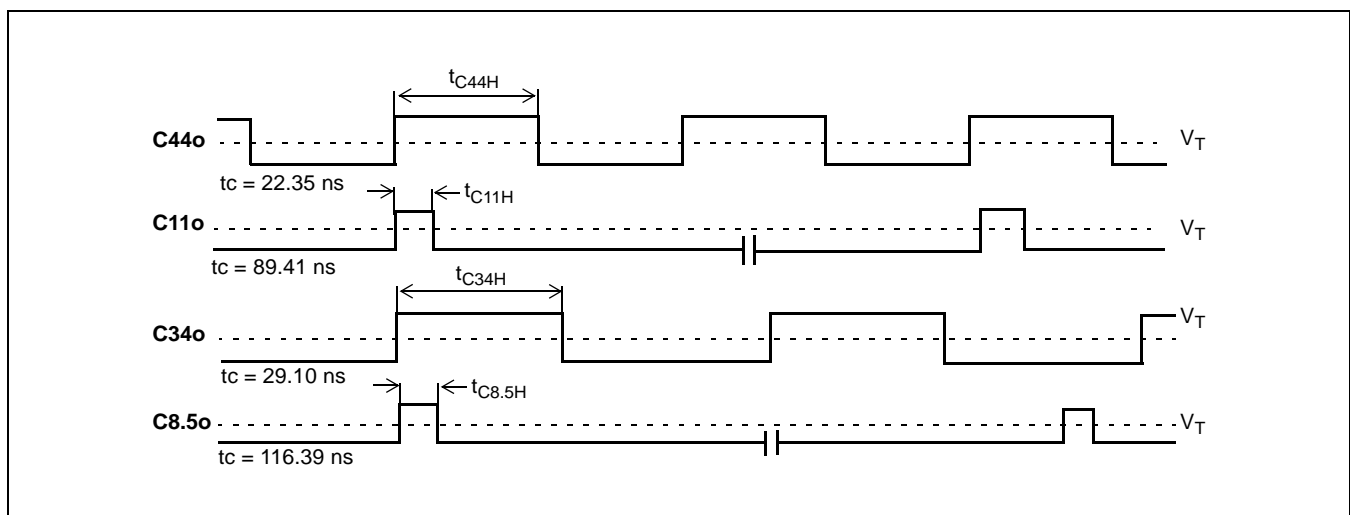 tC44H
C44o
VT
tc = 22.35 ns
tC11H
C11o
VT
tc = 89.41 ns
tC34H
VT
C34o
tc = 29.10 ns
tC8.5H
C8.5o
VT
tc = 116.39 ns